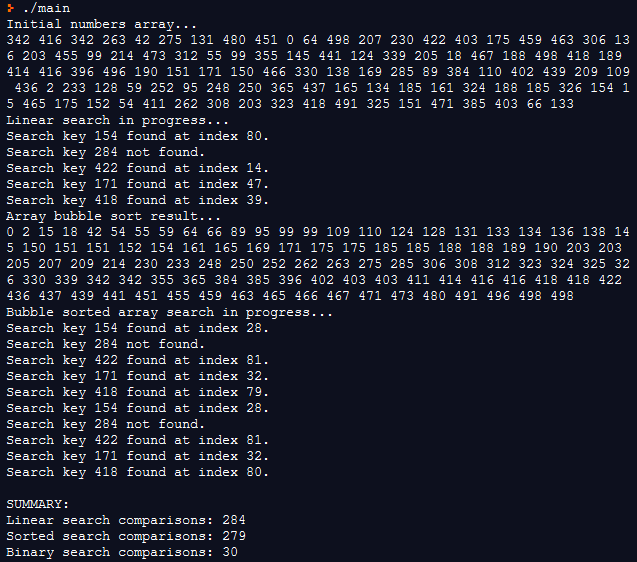 ./main
Initial numbers array...
342 416 342 263 42 275 131 480 451 0 64 498 207 230 422 403 175 459 463 306 13
6 203 455 99 214 473 312 55 99 355 145 441 124 339 205 18 467 188 498 418 189
414 416 396 496 190 151 171 150 466 330 138 169 285 89 384 110 402 439 209 109
436 2 233 128 59 252 95 248 250 365 437 165 134 185 161 324 188 185 326 154 1
5 465 175 152 54 411 262 308 203 323 418 491 325 151 471 385 403 66 133
Linear search in progress...
Search key 154 found at index 80.
Search key 284 not found.
Search key 422 found at index 14.
Search key 171 found at index 47.
Search key 418 found at index 39.
Array bubble sort result...
0 2 15 18 42 54 55 59 64 66 89 95 99 99 109 110 124 128 131 133 134 136 138 14
5 150 151 151 152 154 161 165 169 171 175 175 185 185 188 188 189 190 203 203
205 207 209 214 230 233 248 250 252 262 263 275 285 306 308 312 323 324 325 32
6 330 339 342 342 355 365 384 385 396 402 403 403 411 414 416 416 418 418 422
436 437 439 441 451 455 459 463 465 466 467 471 473 480 491 496 498 498
Bubble sorted array search in progress...
Search key 154 found at index 28.
Search key 284 not found.
Search key 422 found at index 81.
Search key 171 found at index 32.
Search key 418 found at index 79.
Search key 154 found at index 28.
Search key 284 not found.
Search key 422 found at index 81.
Search key 171 found at index 32.
Search key 418 found at index 80.
SUMMARY:
Linear search comparisons: 284
Sorted search comparisons: 279
Binary search comparisons: 30